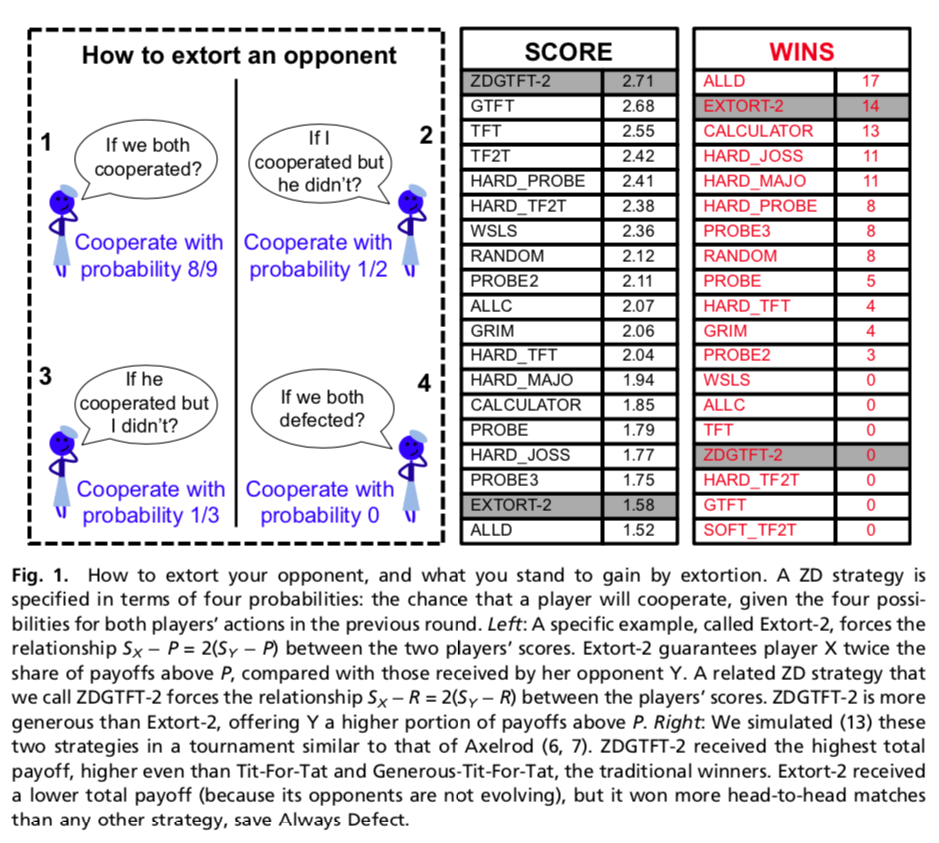 How to extort an opponent
1
If we both
cooperated?
Cooperate with
probability 8/9
2
If I
cooperated but
he didn't?
Cooperate with
probability 1/2
3
If he
cooperated but
I didn't?
Cooperate with
probability 1/3
4
If we both
defected?
Cooperate with
probability 0
SCORE
ZDGTFT-2 2.71
GTFT 2.68
TFT 2.55
TF2T 2.42
HARD_PROBE 2.41
HARD_TF2T 2.38
WSLS 2.36
RANDOM 2.12
PROBE2 2.11
ALLC 2.07
GRIM 2.06
HARD_TFT 2.04
HARD_MAJO 1.94
CALCULATOR 1.85
PROBE 1.79
HARD_JOSS 1.77
PROBE3 1.75
EXTORT-2 1.58
ALLD 1.52
WINS
ALLD 17
EXTORT-2 14
CALCULATOR 13
HARD_JOSS 11
HARD_MAJO 11
HARD_PROBE 8
PROBE3 8
RANDOM 8
PROBE 5
HARD_TFT 4
GRIM 4
PROBE2 3
WSLS 0
ALLC 0
TFT 0
ZDGTFT-2 0
HARD_TF2T 0
GTFT 0
SOFT_TF2T 0
Fig. 1. How to extort your opponent, and what you stand to gain by extortion. A ZD strategy is
specified in terms of four probabilities: the chance that a player will cooperate, given the four possi-
bilities for both players' actions in the previous round. Left: A specific example, called Extort-2, forces the
relationship SX − P = 2(SY − P) between the two players' scores. Extort-2 guarantees player X twice the
share of payoffs above P, compared with those received by her opponent Y. A related ZD strategy that
we call ZDGTFT-2 forces the relationship SX − R = 2(SY − R) between the players' scores. ZDGTFT-2 is more
generous than Extort-2, offering Y a higher portion of payoffs above P. Right: We simulated (13) these
two strategies in a tournament similar to that of Axelrod (6, 7). ZDGTFT-2 received the highest total
payoff, higher even than Tit-For-Tat and Generous-Tit-For-Tat, the traditional winners. Extort-2 received
a lower total payoff (because its opponents are not evolving), but it won more head-to-head matches
than any other strategy, save Always Defect.